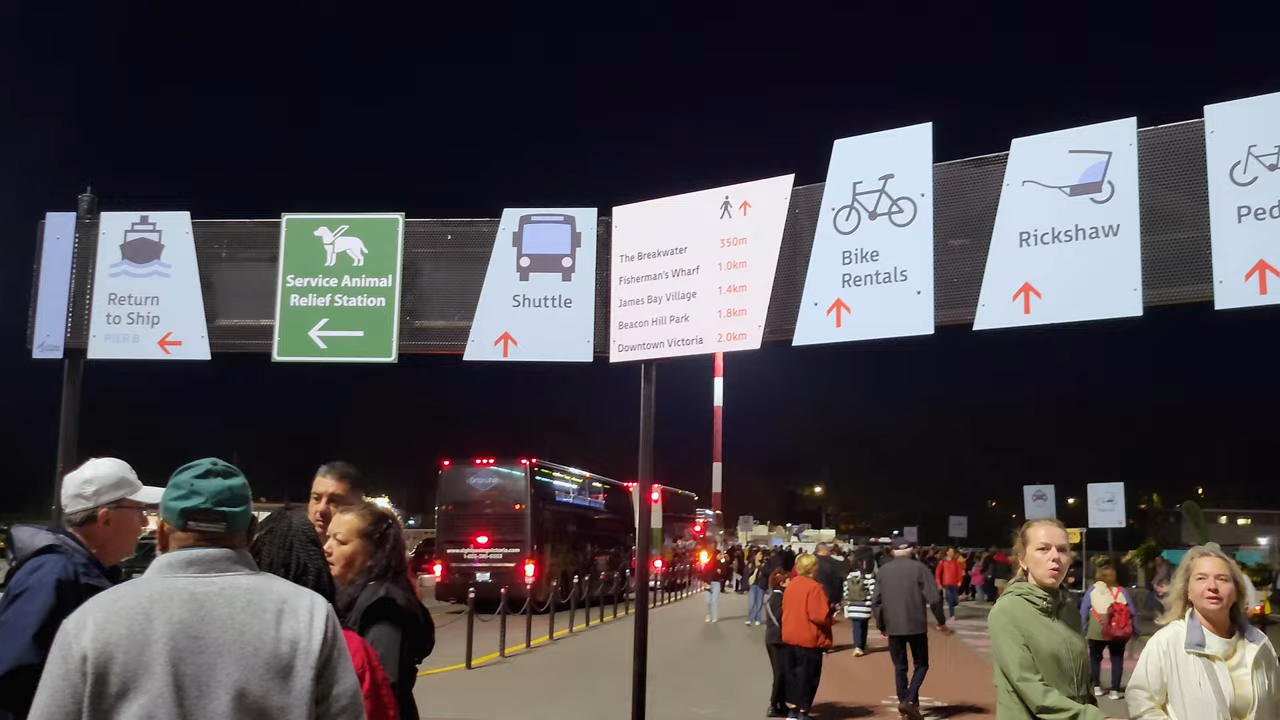 Return
to Ship
PIER B
Service Animal
Relief Station
Shuttle
The Breakwater 350m
Fisherman's Wharf 1.0km
James Bay Village 1.4km
Beacon Hill Park 1.8km
Downtown Victoria 2.0km
Bike
Rentals
Rickshaw
Ped